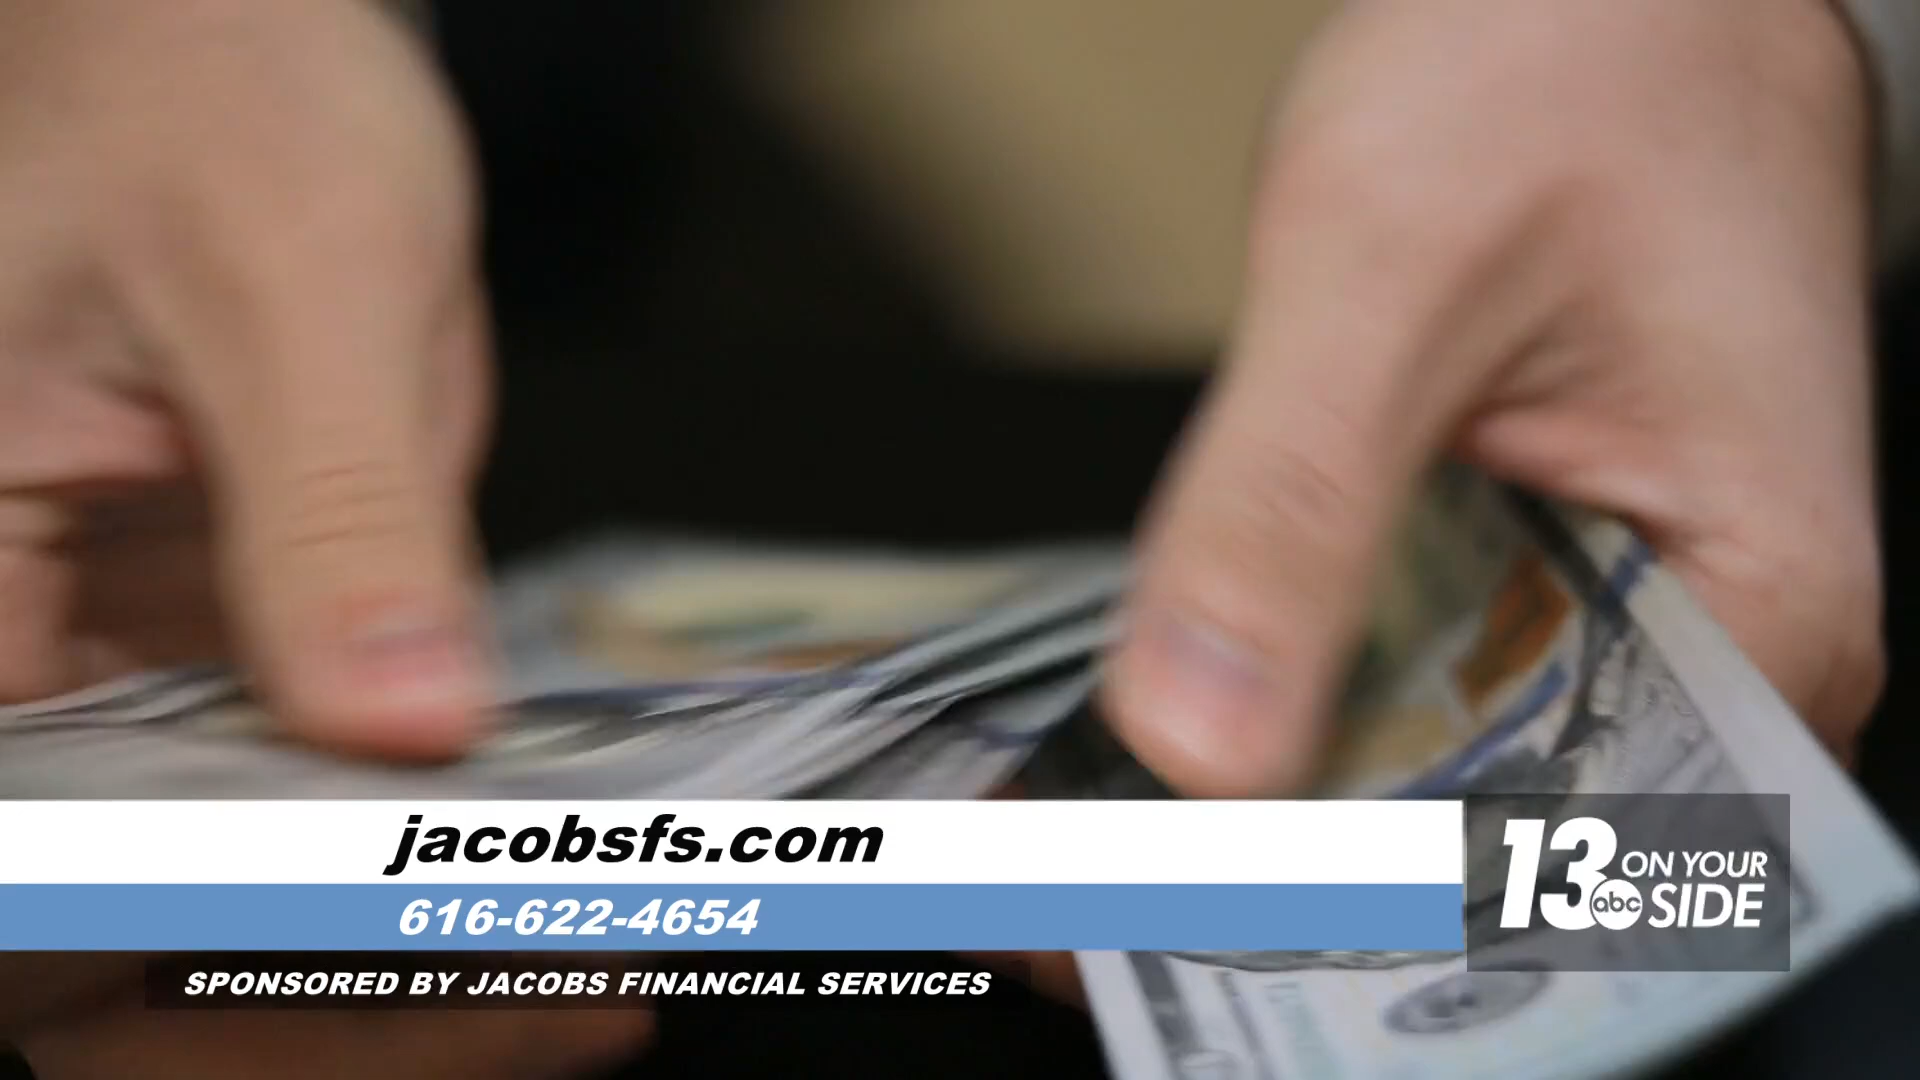 jacobsfs.com
616-622-4654
SPONSORED BY JACOBS FINANCIAL SERVICES
13 ON YOUR
abc SIDE